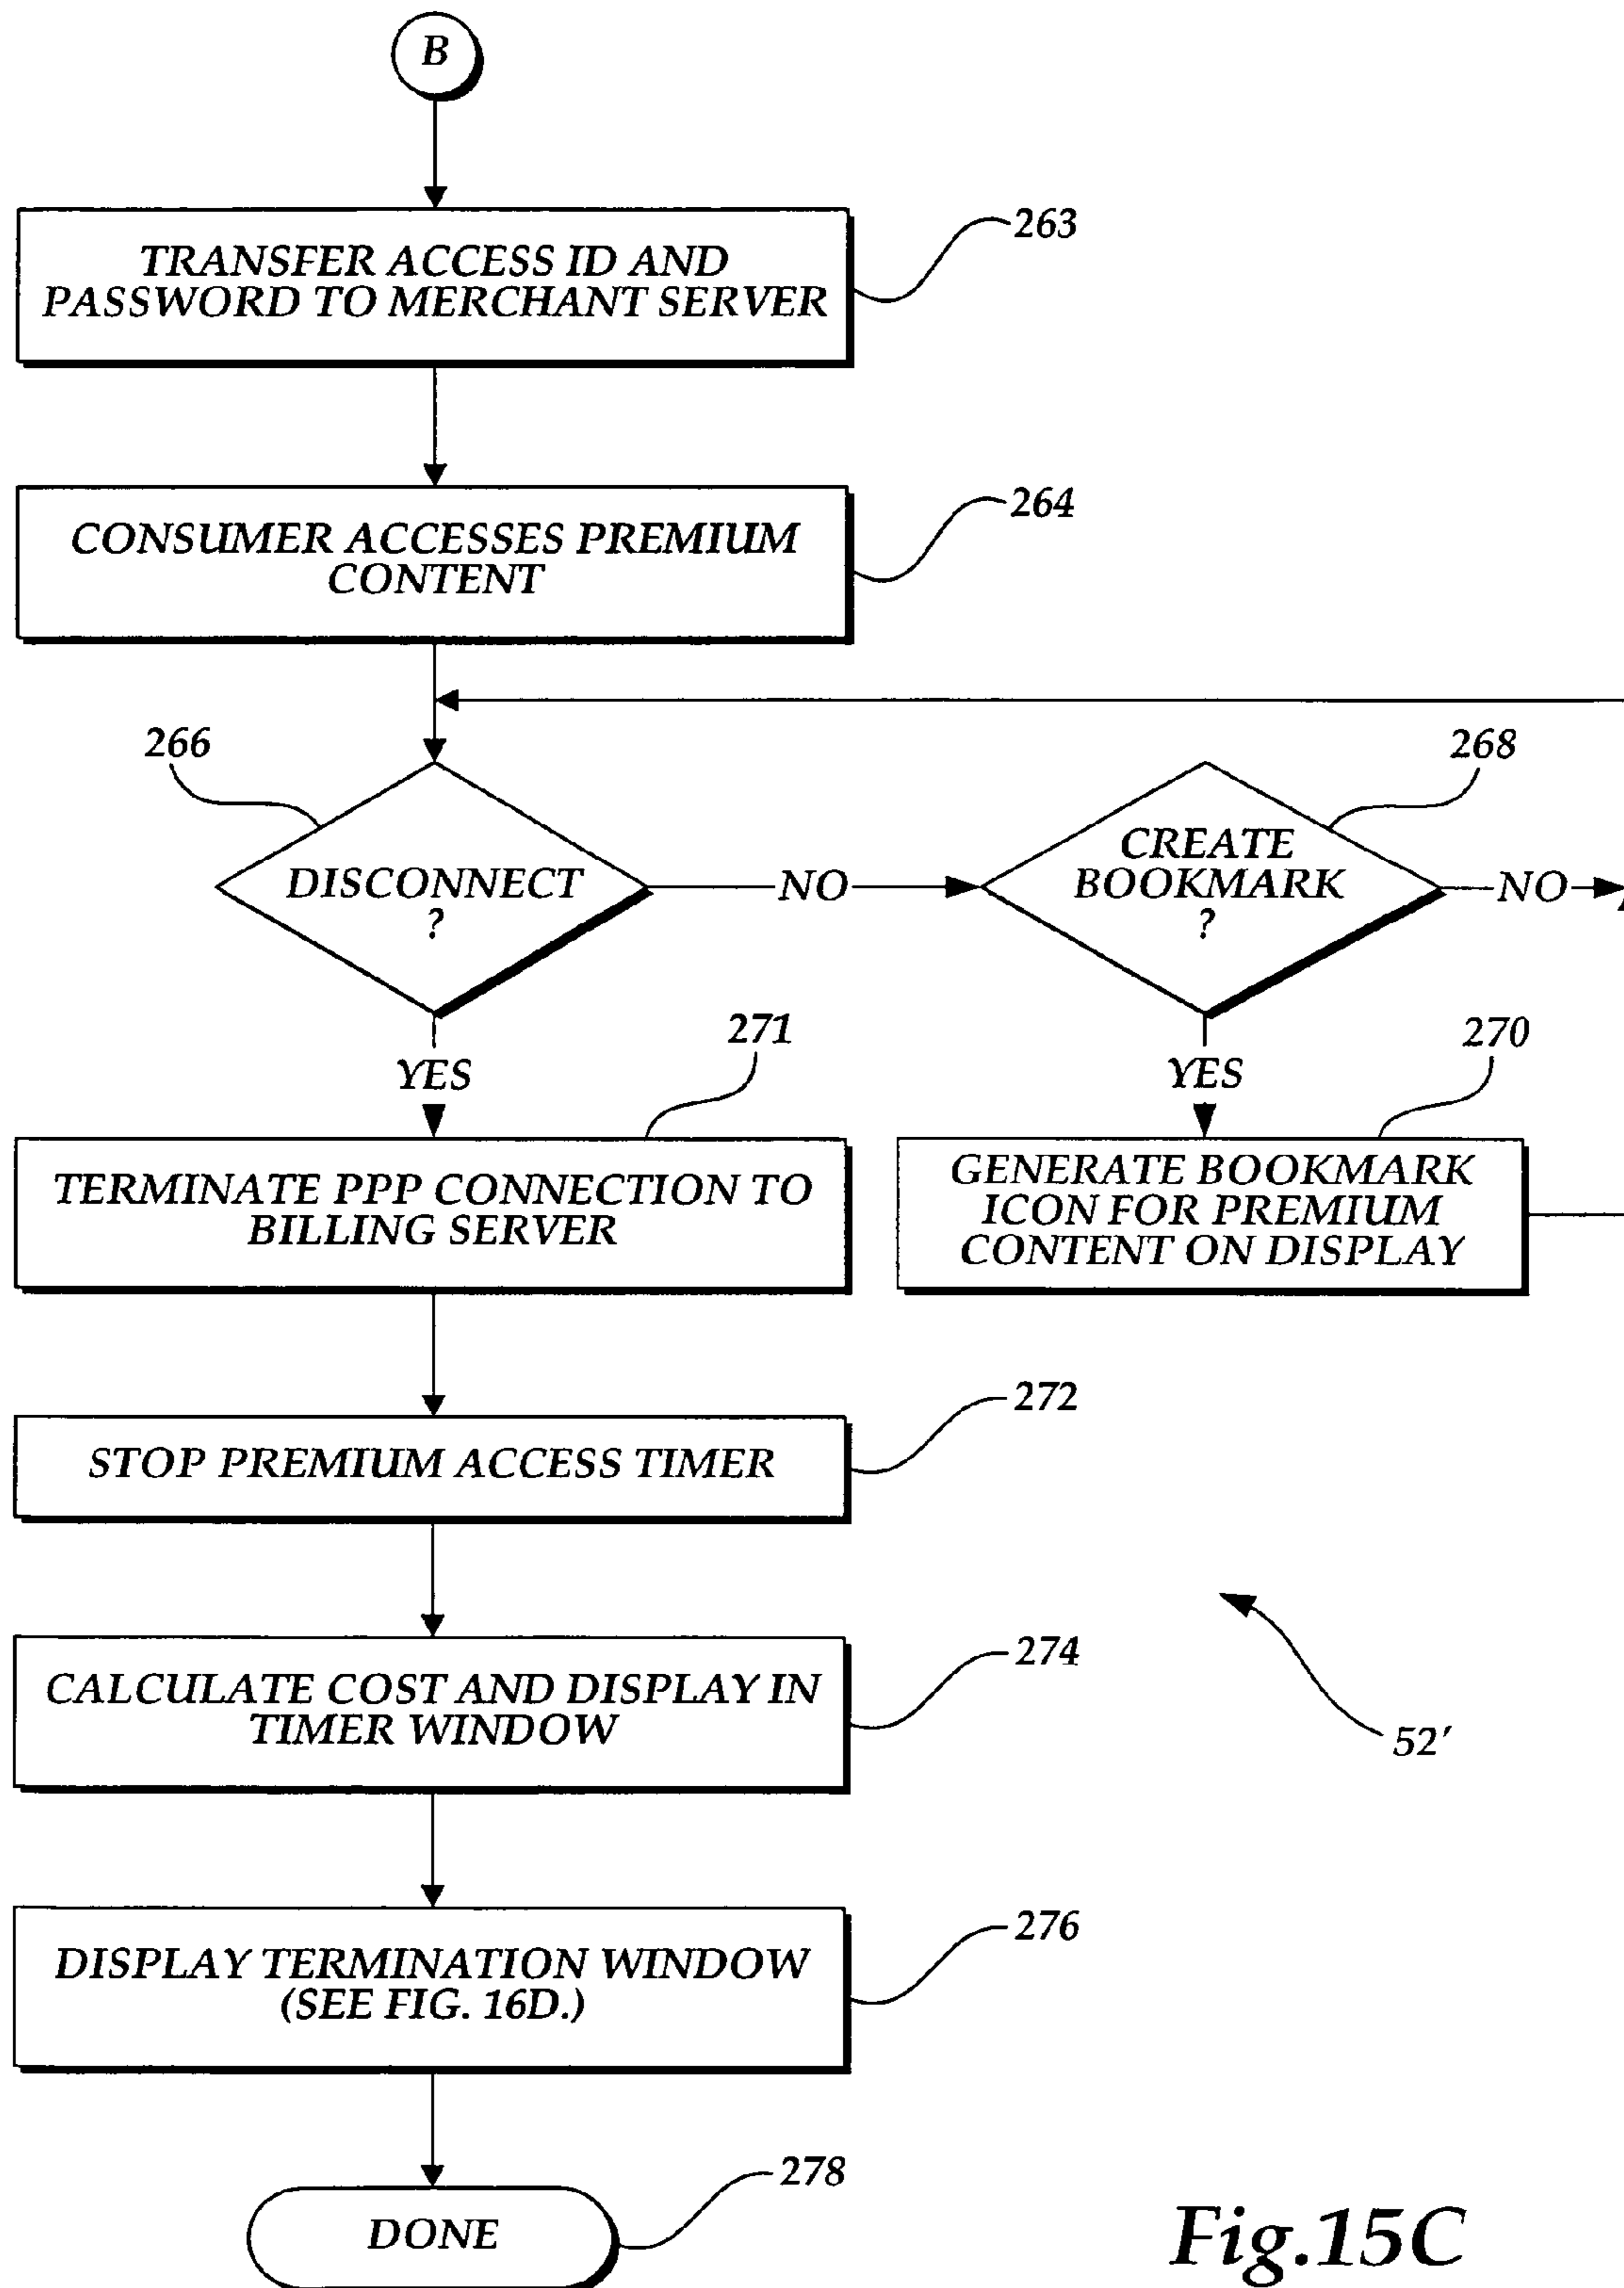 B
TRANSFER ACCESS ID AND
PASSWORD TO MERCHANT SERVER
263
CONSUMER ACCESSES PREMIUM
CONTENT
264
266
DISCONNECT
?
NO
268
CREATE
BOOKMARK
?
NO
YES
271
YES
270
TERMINATE PPP CONNECTION TO
BILLING SERVER
GENERATE BOOKMARK
ICON FOR PREMIUM
CONTENT ON DISPLAY
STOP PREMIUM ACCESS TIMER
272
CALCULATE COST AND DISPLAY IN
TIMER WINDOW
274
52'
DISPLAY TERMINATION WINDOW
(SEE FIG. 16D.)
276
DONE
278
Fig.15C